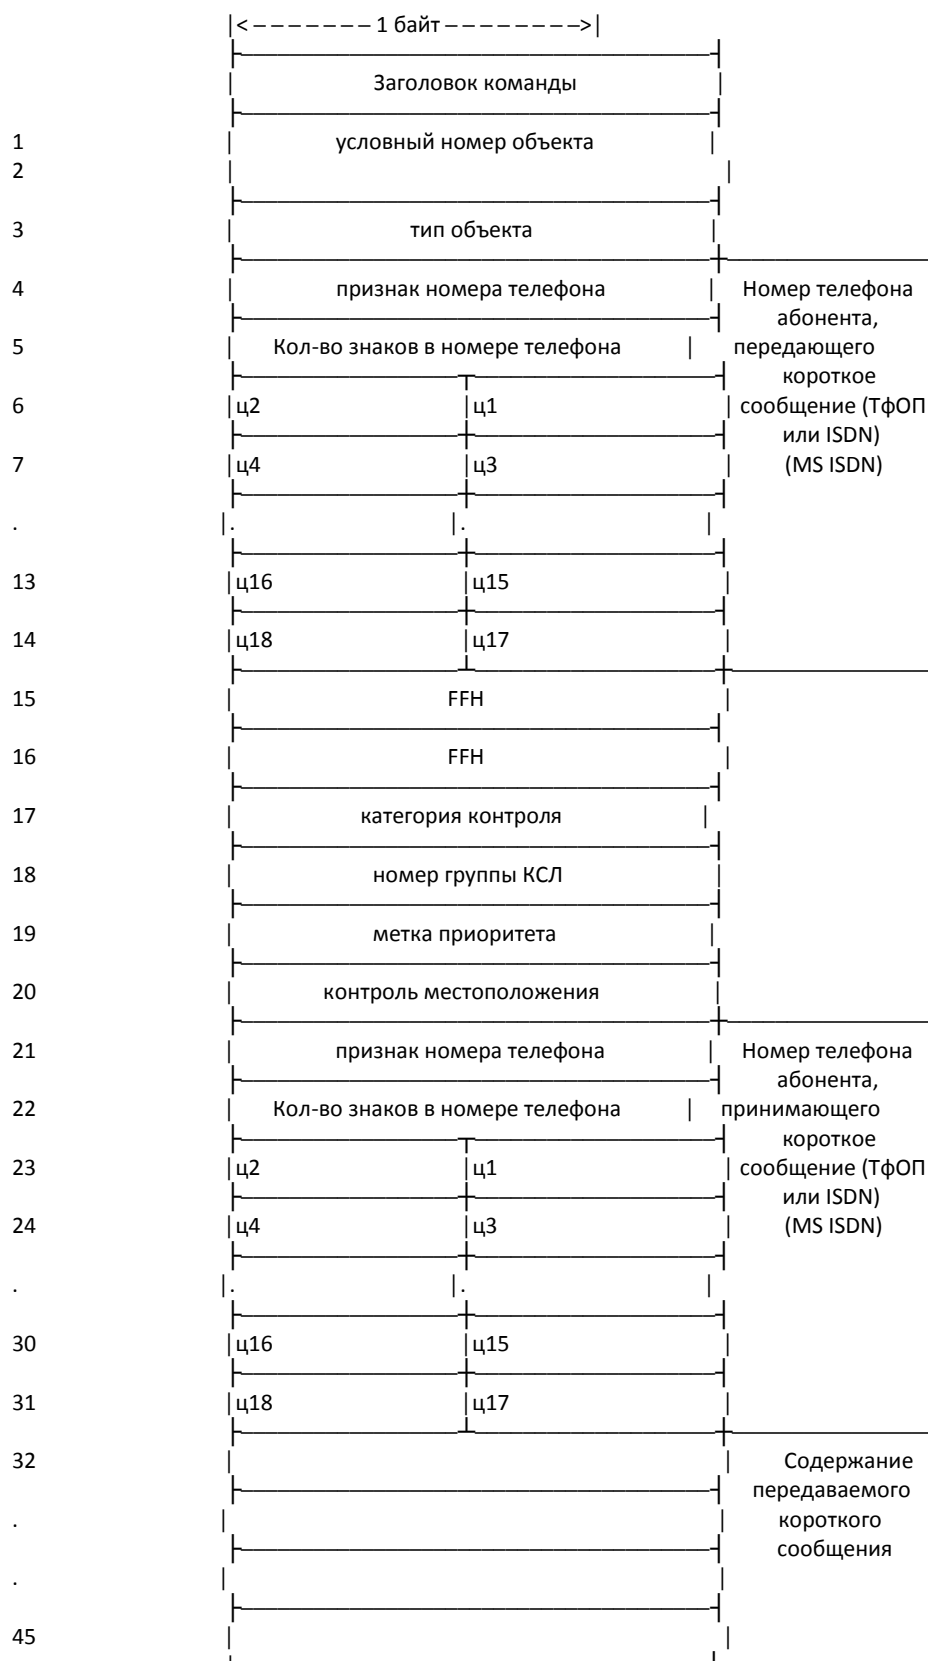 |<−−−−−−− 1 байт −−−−−−−−>|
Заголовок команды
1 условный номер объекта
2
3 тип объекта
4 признак номера телефона Номер телефона
абонента,
5 Кол-во знаков в номере телефона передающего
короткое
6 ц2 ц1 сообщение (ТфОП
или ISDN)
7 ц4 ц3 (MS ISDN)
. . .
13 ц16 ц15
14 ц18 ц17
15 FFH
16 FFH
17 категория контроля
18 номер группы КСЛ
19 метка приоритета
20 контроль местоположения
21 признак номера телефона Номер телефона
абонента,
22 Кол-во знаков в номере телефона принимающего
короткое
23 ц2 ц1 сообщение (ТфОП
или ISDN)
24 ц4 ц3 (MS ISDN)
. . .
30 ц16 ц15
31 ц18 ц17
32 Содержание
передаваемого
. короткого
сообщения
.
45